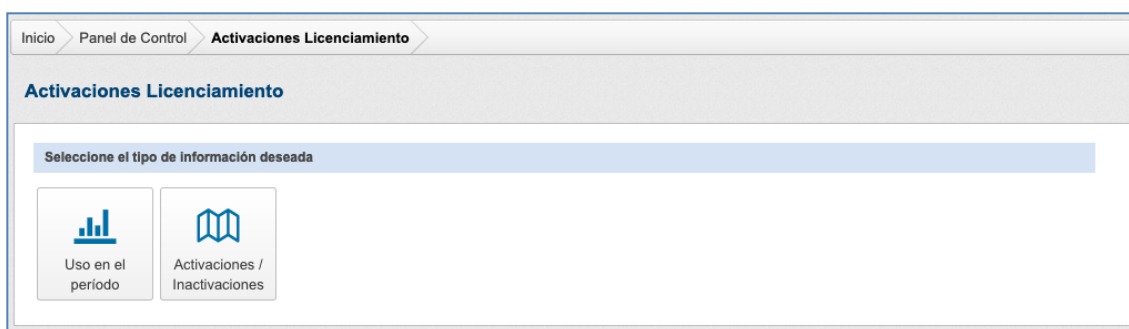 Inicio Panel de Control Activaciones Licenciamiento
Activaciones Licenciamiento
Seleccione el tipo de información deseada
Uso en el
período
Activaciones /
Inactivaciones